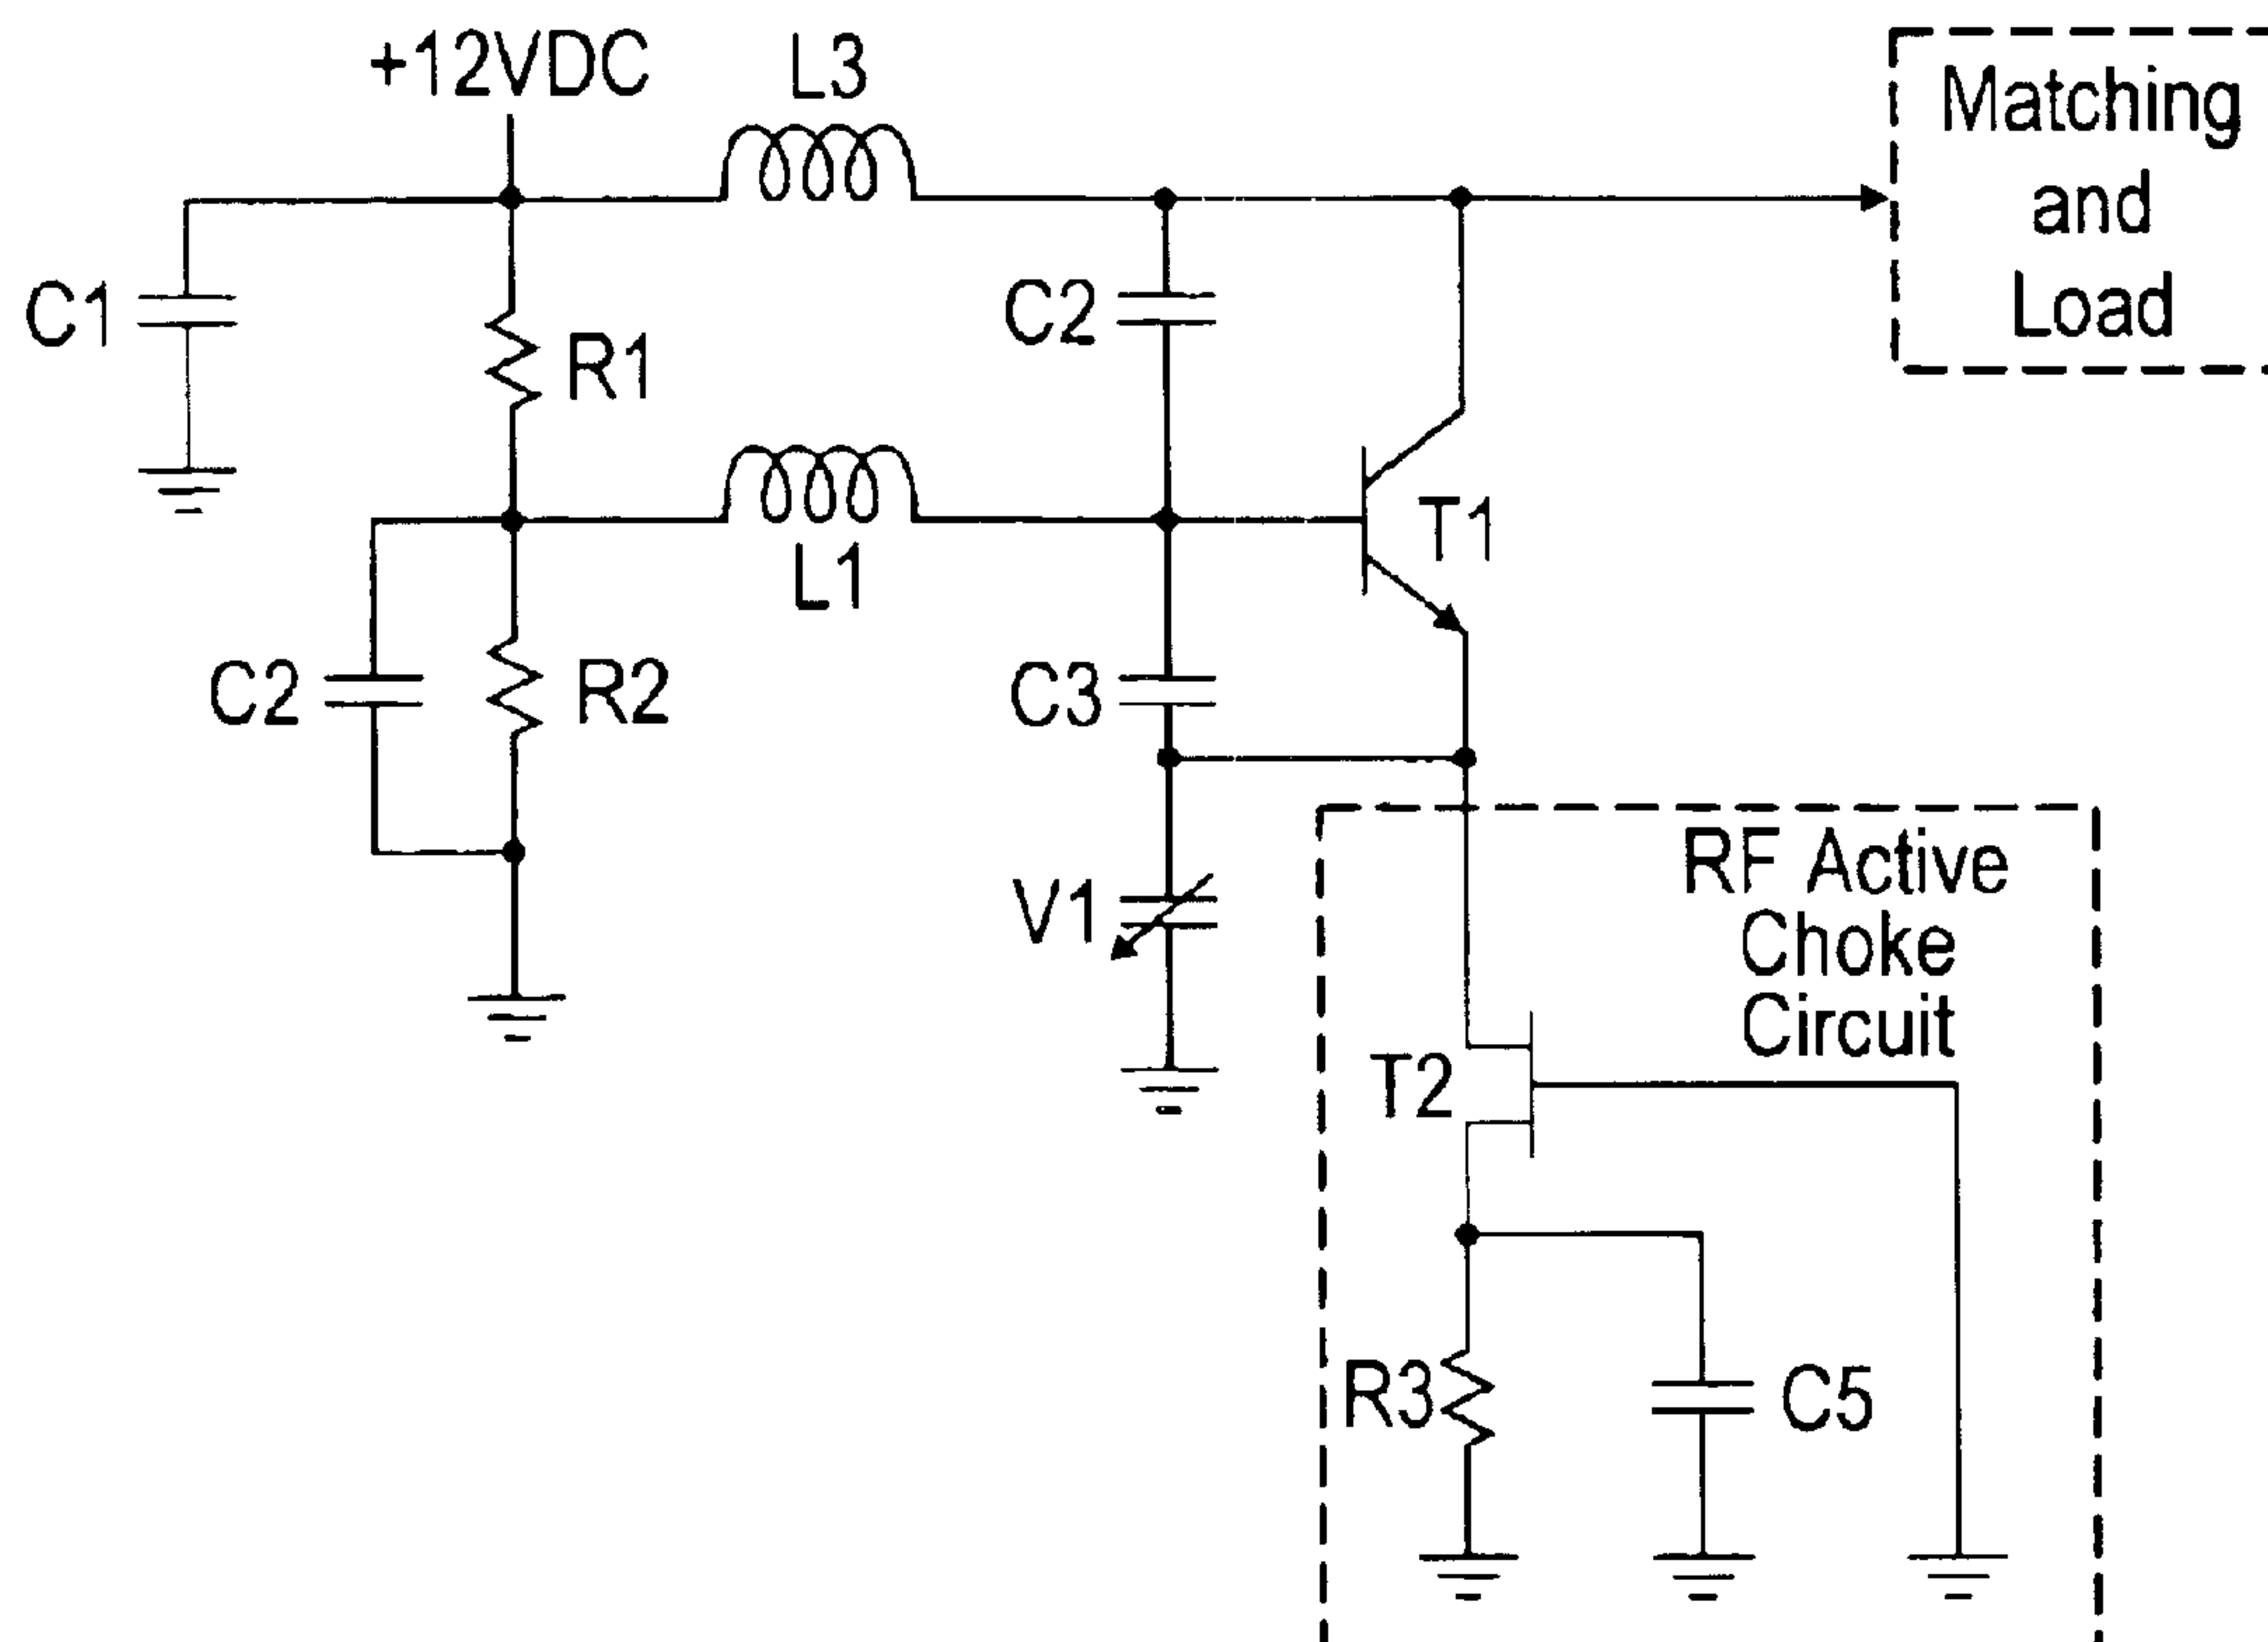 +12VDC
L3
Matching
and
Load
C1
R1
C2
L1
T1
C2
R2
C3
V1
RF Active
Choke
Circuit
T2
R3
C5